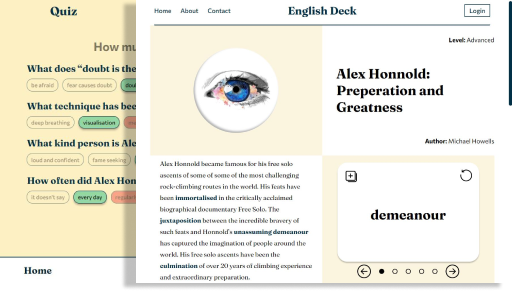 Quiz
How mu
What does “doubt is the
be afraid
fear causes doubt
doub
What technique has bee
deep breathing
visualisation
What kind person is Ale
loud and confident
fame seeking
How often did Alex Hon
it doesn't say
every day
regular
Home
Home About Contact
English Deck
Login
Level: Advanced
Alex Honnold:
Preperation and
Greatness
Author: Michael Howells
Alex Honnold became famous for his free solo
ascents of some of some of the most challenging
rock-climbing routes in the world. His feats have
been immortalised in the critically acclaimed
biographical documentary Free Solo. The
juxtaposition between the incredible bravery of
such feats and Honnold's unassuming demeanour
has captured the imagination of people around the
world. His free solo ascents have been the
culmination of over 20 years of climbing experience
and extraordinary preparation.
demeanour